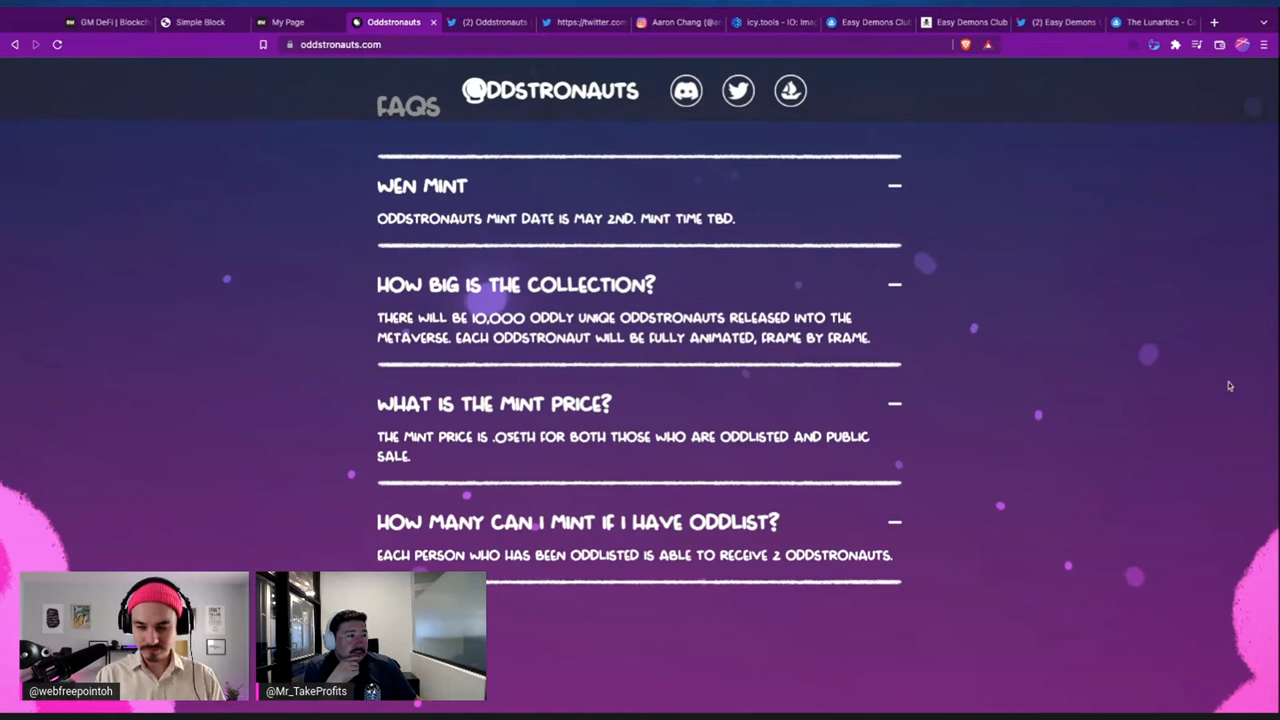 GM DeFi | Blockch
Simple Block
My Page
Oddstronauts
(2) Oddstronauts
https://twitter.com
Aaron Chang (@a
icy.tools - IO: Ima
Easy Demons Club
Easy Demons Club
(2) Easy Demons
The Lunartics - Co
oddstronauts.com
FAQS
ODDSTRONAUTS
WEN MINT
ODDSTRONAUTS MINT DATE IS MAY 2ND. MINT TIME TBD.
HOW BIG IS THE COLLECTION?
THERE WILL BE 10,000 ODDLY UNIQE ODDSTRONAUTS RELEASED INTO THE
METAVERSE. EACH ODDSTRONAUT WILL BE FULLY ANIMATED, FRAME BY FRAME.
WHAT IS THE MINT PRICE?
THE MINT PRICE IS .05ETH FOR BOTH THOSE WHO ARE ODDLISTED AND PUBLIC
SALE.
HOW MANY CAN I MINT IF I HAVE ODDLIST?
EACH PERSON WHO HAS BEEN ODDLISTED IS ABLE TO RECEIVE 2 ODDSTRONAUTS.
@webfreepointoh
@Mr_TakeProfits